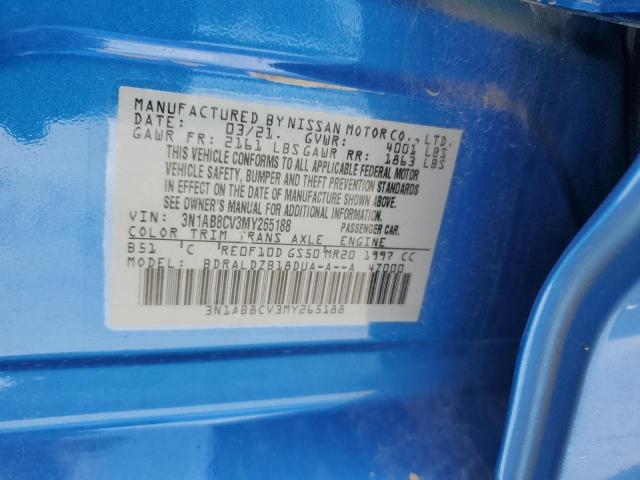 MANUFACTURED BY NISSAN MOTOR CO., LTD.
DATE: 03/21. GVWR: 4001 LBS
GAWR FR: 2161 LBS GAWR RR: 1863 LBS
THIS VEHICLE CONFORMS TO ALL APPLICABLE FEDERAL MOTOR
VEHICLE SAFETY, BUMPER AND THEFT PREVENTION STANDARDS
IN EFFECT ON THE DATE OF MANUFACTURE SHOWN ABOVE.
SEE OWNER'S MANUAL FOR ADDITIONAL INFORMATION.
VIN: 3N1AB8CV3MY265188 PASSENGER CAR.
COLOR TRIM TRANS AXLE ENGINE
B51 C RE0F10D GS50 MR20 1997 CC
MODEL: BDRALDZB18DUA-A--A 4Z000
3N1AB8CV3MY265188